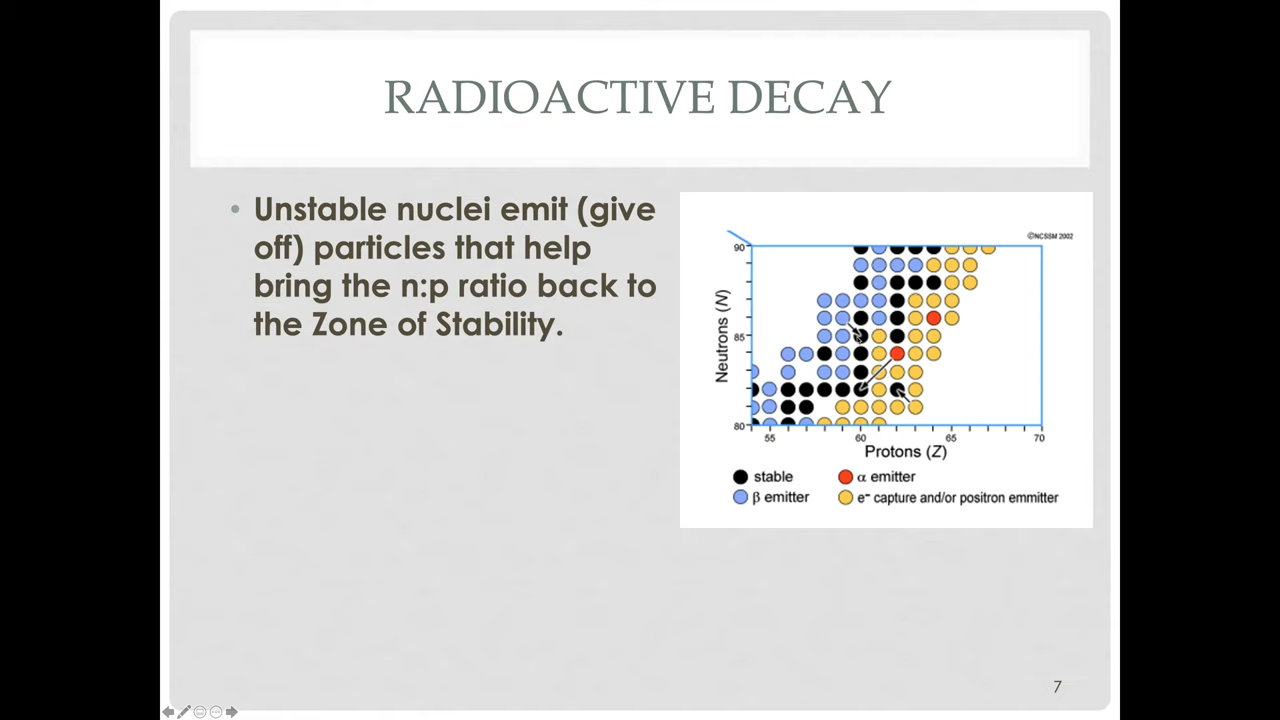 RADIOACTIVE DECAY
• Unstable nuclei emit (give
off) particles that help
bring the n:p ratio back to
the Zone of Stability.
©NCSSM 2002
90
85
80
Neutrons (N)
55 60 65 70
Protons (Z)
stable α emitter
β emitter e⁻ capture and/or positron emmitter
7